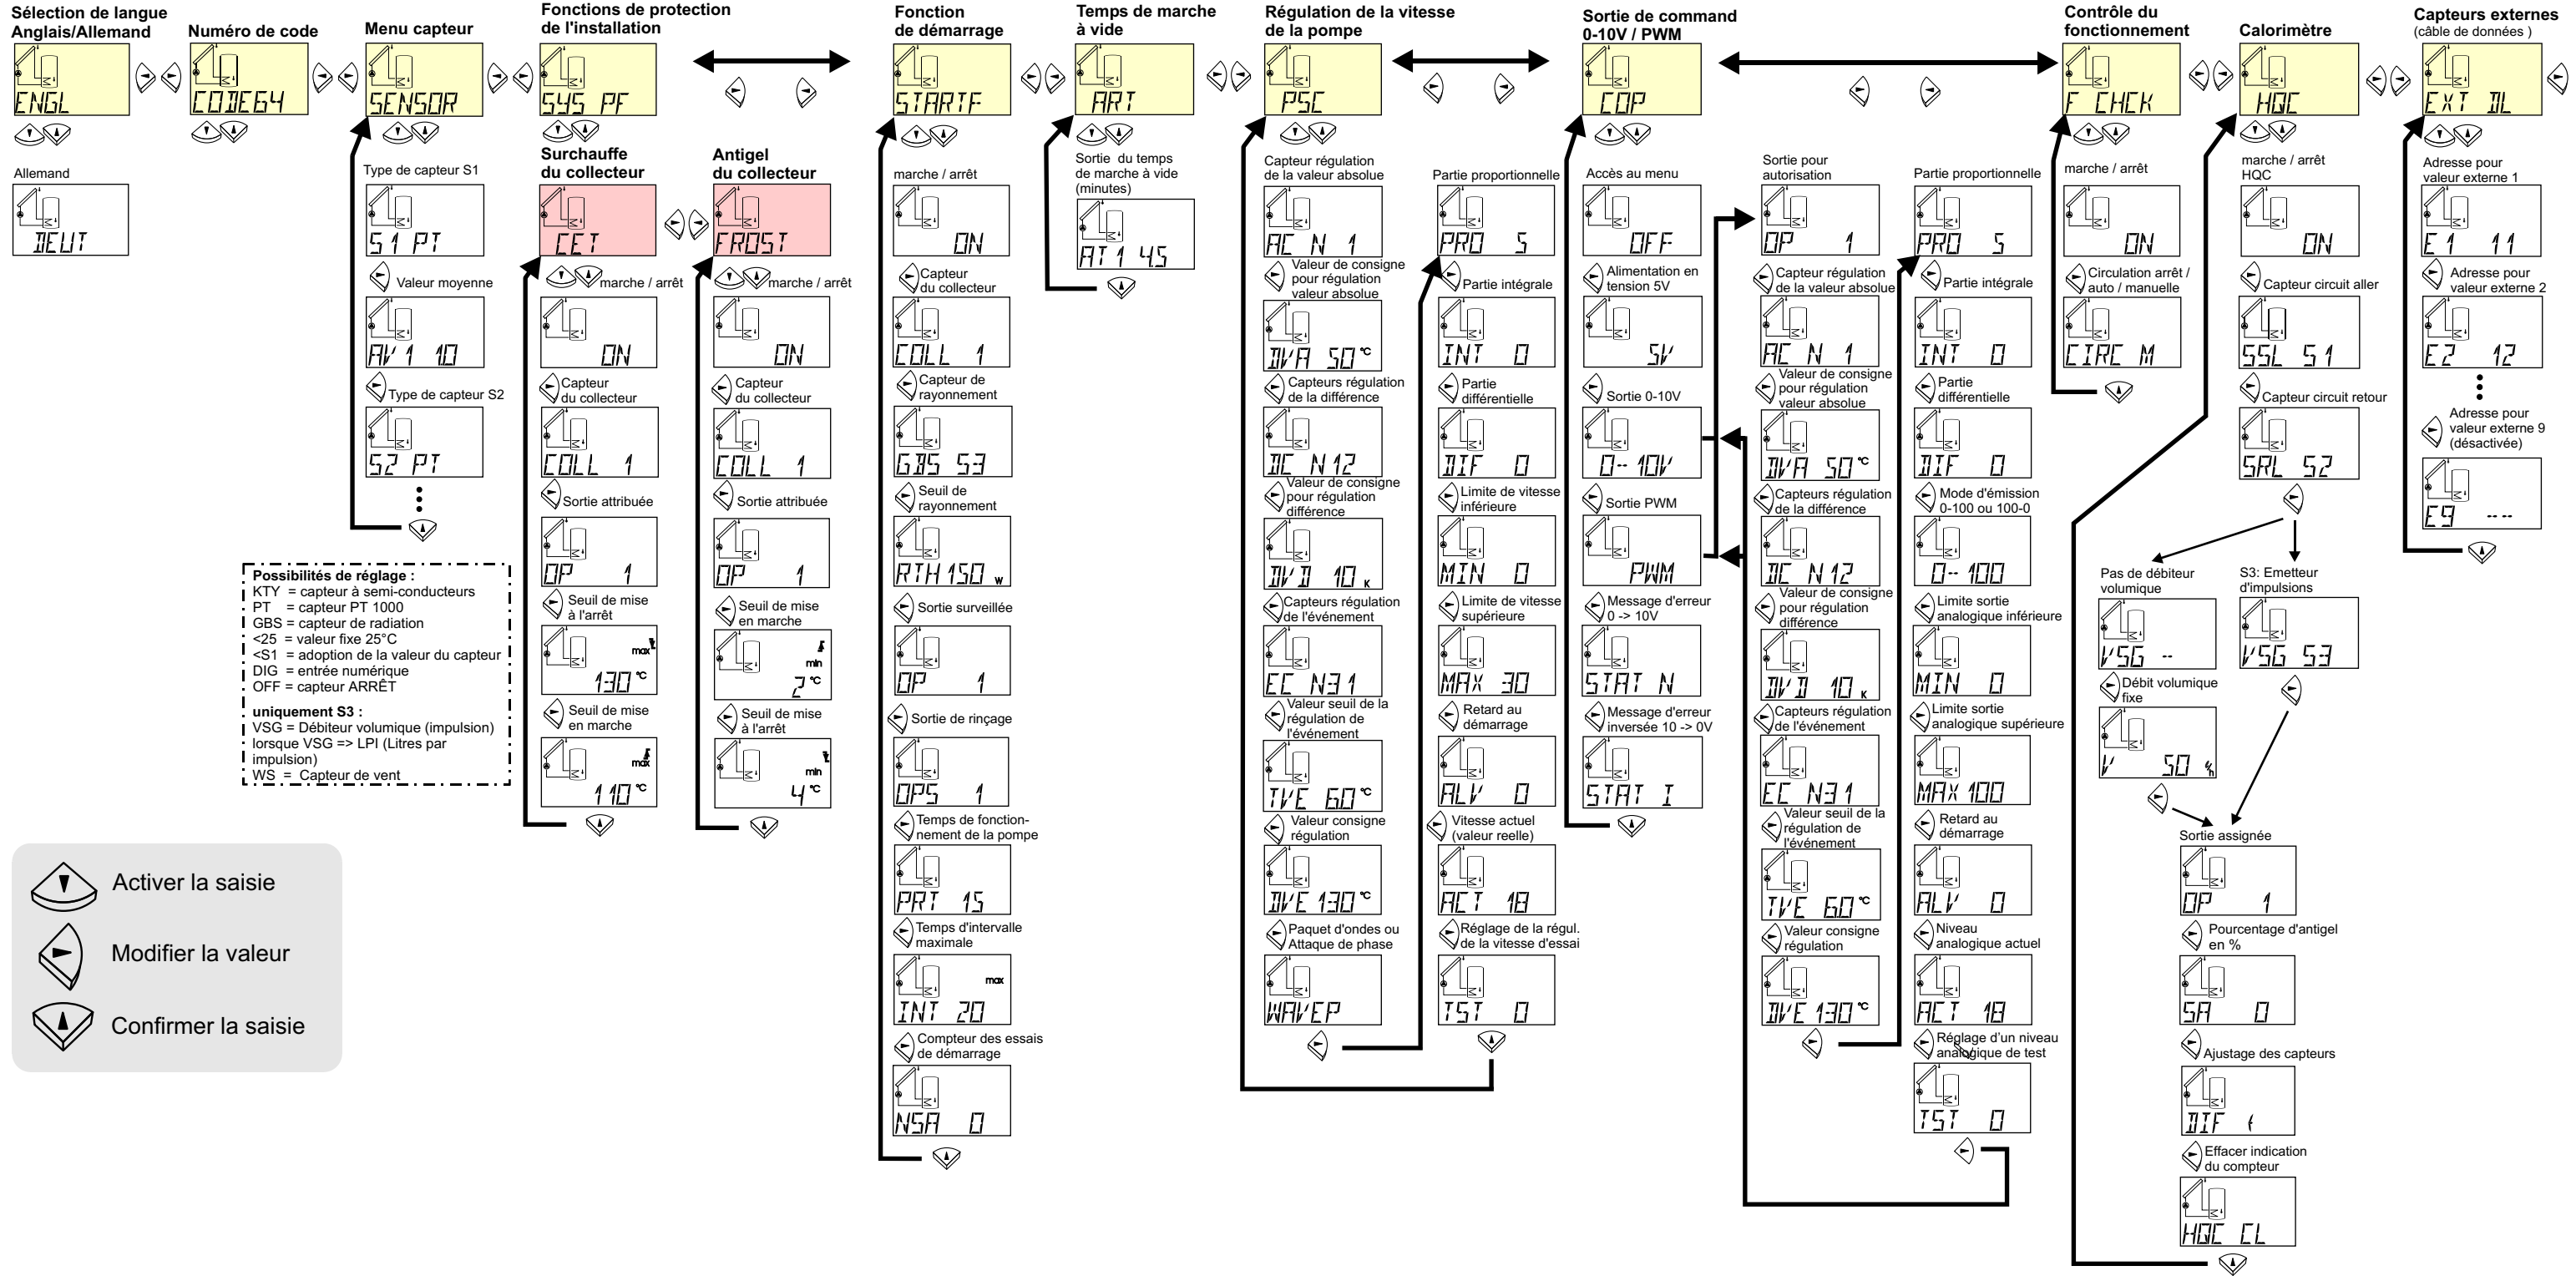 Sélection de langue
Anglais/Allemand
ENGL
Allemand
DEUT
Numéro de code
CODE64
Menu capteur
SENSOR
Type de capteur S1
S1 PT
Valeur moyenne
AV1 1.0
Type de capteur S2
S2 PT
Possibilités de réglage :
KTY = capteur à semi-conducteurs
PT = capteur PT 1000
GBS = capteur de radiation
<25 = valeur fixe 25°C
<S1 = adoption de la valeur du capteur
DIG = entrée numérique
OFF = capteur ARRÊT
uniquement S3 :
VSG = Débiteur volumique (impulsion)
lorsque VSG => LPI (Litres par
impulsion)
WS = Capteur de vent
Activer la saisie
Modifier la valeur
Confirmer la saisie
Fonctions de protection
de l'installation
SYS PF
Surchauffe
du collecteur
CET
marche / arrêt
ON
Capteur
du collecteur
COLL 1
Sortie attribuée
OP 1
Seuil de mise
à l'arrêt
max
130 °C
Seuil de mise
en marche
max
110 °C
Antigel
du collecteur
FROST
marche / arrêt
ON
Capteur
du collecteur
COLL 1
Sortie attribuée
OP 1
Seuil de mise
en marche
min
2 °C
Seuil de mise
à l'arrêt
min
4 °C
Fonction
de démarrage
STARTF
marche / arrêt
ON
Capteur
du collecteur
COLL 1
Capteur de
rayonnement
GBS S3
Seuil de
rayonnement
RTH 150 W
Sortie surveillée
OP 1
Sortie de rinçage
OPS 1
Temps de fonction-
nement de la pompe
PRT 15
Temps d'intervalle
maximale
max
INT 20
Compteur des essais
de démarrage
NSA 0
Temps de marche
à vide
ART
Sortie du temps
de marche à vide
(minutes)
AT1 4.5
Régulation de la vitesse
de la pompe
PSC
Capteur régulation
de la valeur absolue
AC N 1
Valeur de consigne
pour régulation
valeur absolue
DVA 50 °C
Capteurs régulation
de la différence
DC N12
Valeur de consigne
pour régulation
différence
DVD 10 K
Capteurs régulation
de l'événement
EC N31
Valeur seuil de la
régulation de
l'événement
TVE 60 °C
Valeur consigne
régulation
DVE 130 °C
Paquet d'ondes ou
Attaque de phase
WAVEP
Partie proportionnelle
PRO 5
Partie intégrale
INT 0
Partie
différentielle
DIF 0
Limite de vitesse
inférieure
MIN 0
Limite de vitesse
supérieure
MAX 30
Retard au
démarrage
ALV 0
Vitesse actuel
(valeur reelle)
ACT 18
Réglage de la régul.
de la vitesse d'essai
TST 0
Sortie de command
0-10V / PWM
COP
Accès au menu
OFF
Alimentation en
tension 5V
5V
Sortie 0-10V
0-- 10V
Sortie PWM
PWM
Message d'erreur
0 -> 10V
STAT N
Message d'erreur
inversée 10 -> 0V
STAT I
Sortie pour
autorisation
OP 1
Capteur régulation
de la valeur absolue
AC N 1
Valeur de consigne
pour régulation
valeur absolue
DVA 50 °C
Capteurs régulation
de la différence
DC N12
Valeur de consigne
pour régulation
différence
DVD 10 K
Capteurs régulation
de l'événement
EC N31
Valeur seuil de la
régulation de
l'événement
TVE 60 °C
Valeur consigne
régulation
DVE 130 °C
Partie proportionnelle
PRO 5
Partie intégrale
INT 0
Partie
différentielle
DIF 0
Mode d'émission
0-100 ou 100-0
0-- 100
Limite sortie
analogique inférieure
MIN 0
Limite sortie
analogique supérieure
MAX 100
Retard au
démarrage
ALV 0
Niveau
analogique actuel
ACT 18
Réglage d'un niveau
analogique de test
TST 0
Contrôle du
fonctionnement
F CHCK
marche / arrêt
ON
Circulation arrêt /
auto / manuelle
CIRC M
Calorimètre
HQC
marche / arrêt
HQC
ON
Capteur circuit aller
SSL S1
Capteur circuit retour
SRL S2
Pas de débiteur
volumique
VSG --
Débit volumique
fixe
V 50
S3: Emetteur
d'impulsions
VSG S3
Sortie assignée
OP 1
Pourcentage d'antigel
en %
SA 0
Ajustage des capteurs
DIF
Effacer indication
du compteur
HQC CL
Capteurs externes
(câble de données )
EXT DL
Adresse pour
valeur externe 1
E1 11
Adresse pour
valeur externe 2
E2 12
Adresse pour
valeur externe 9
(désactivée)
E9 --